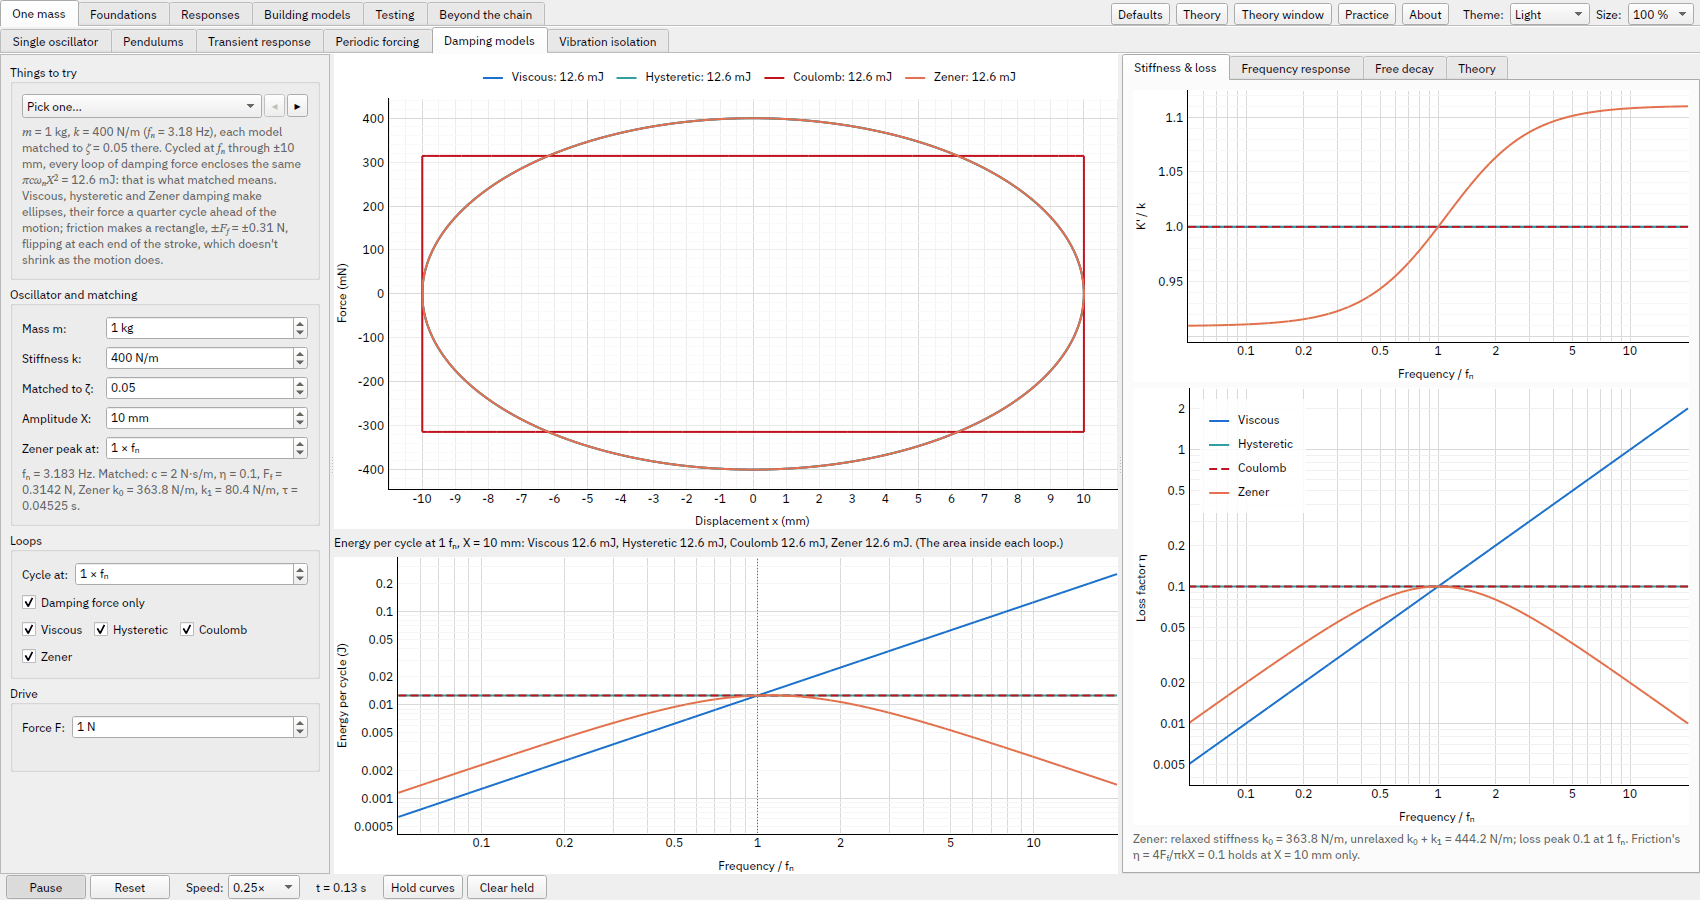 One mass
Foundations
Responses
Building models
Testing
Beyond the chain
Defaults
Theory
Theory window
Practice
About
Theme:
Light
Size:
100 %
Single oscillator
Pendulums
Transient response
Periodic forcing
Damping models
Vibration isolation
Things to try
Pick one...
m = 1 kg, k = 400 N/m (fₙ = 3.18 Hz), each model
matched to ζ = 0.05 there. Cycled at fₙ through ±10
mm, every loop of damping force encloses the same
πcωₙX² = 12.6 mJ: that is what matched means.
Viscous, hysteretic and Zener damping make
ellipses, their force a quarter cycle ahead of the
motion; friction makes a rectangle, ±F_f = ±0.31 N,
flipping at each end of the stroke, which doesn't
shrink as the motion does.
Oscillator and matching
Mass m:
1 kg
Stiffness k:
400 N/m
Matched to ζ:
0.05
Amplitude X:
10 mm
Zener peak at:
1 × fₙ
fₙ = 3.183 Hz. Matched: c = 2 N·s/m, η = 0.1, F_f =
0.3142 N, Zener k₀ = 363.8 N/m, k₁ = 80.4 N/m, τ =
0.04525 s.
Loops
Cycle at:
1 × fₙ
Damping force only
Viscous
Hysteretic
Coulomb
Zener
Drive
Force F:
1 N
Viscous: 12.6 mJ
Hysteretic: 12.6 mJ
Coulomb: 12.6 mJ
Zener: 12.6 mJ
Force (mN)
400
300
200
100
0
-100
-200
-300
-400
-10 -9 -8 -7 -6 -5 -4 -3 -2 -1 0 1 2 3 4 5 6 7 8 9 10
Displacement x (mm)
Energy per cycle at 1 fₙ, X = 10 mm: Viscous 12.6 mJ, Hysteretic 12.6 mJ, Coulomb 12.6 mJ, Zener 12.6 mJ. (The area inside each loop.)
Energy per cycle (J)
0.2
0.1
0.05
0.02
0.01
0.005
0.002
0.001
0.0005
0.1 0.2 0.5 1 2 5 10
Frequency / fₙ
Stiffness & loss
Frequency response
Free decay
Theory
K' / k
1.1
1.05
1.0
0.95
0.1 0.2 0.5 1 2 5 10
Frequency / fₙ
Loss factor η
2
1
0.5
0.2
0.1
0.05
0.02
0.01
0.005
Viscous
Hysteretic
Coulomb
Zener
0.1 0.2 0.5 1 2 5 10
Frequency / fₙ
Zener: relaxed stiffness k₀ = 363.8 N/m, unrelaxed k₀ + k₁ = 444.2 N/m; loss peak 0.1 at 1 fₙ. Friction's
η = 4F_f/πkX = 0.1 holds at X = 10 mm only.
Pause
Reset
Speed:
0.25×
t = 0.13 s
Hold curves
Clear held